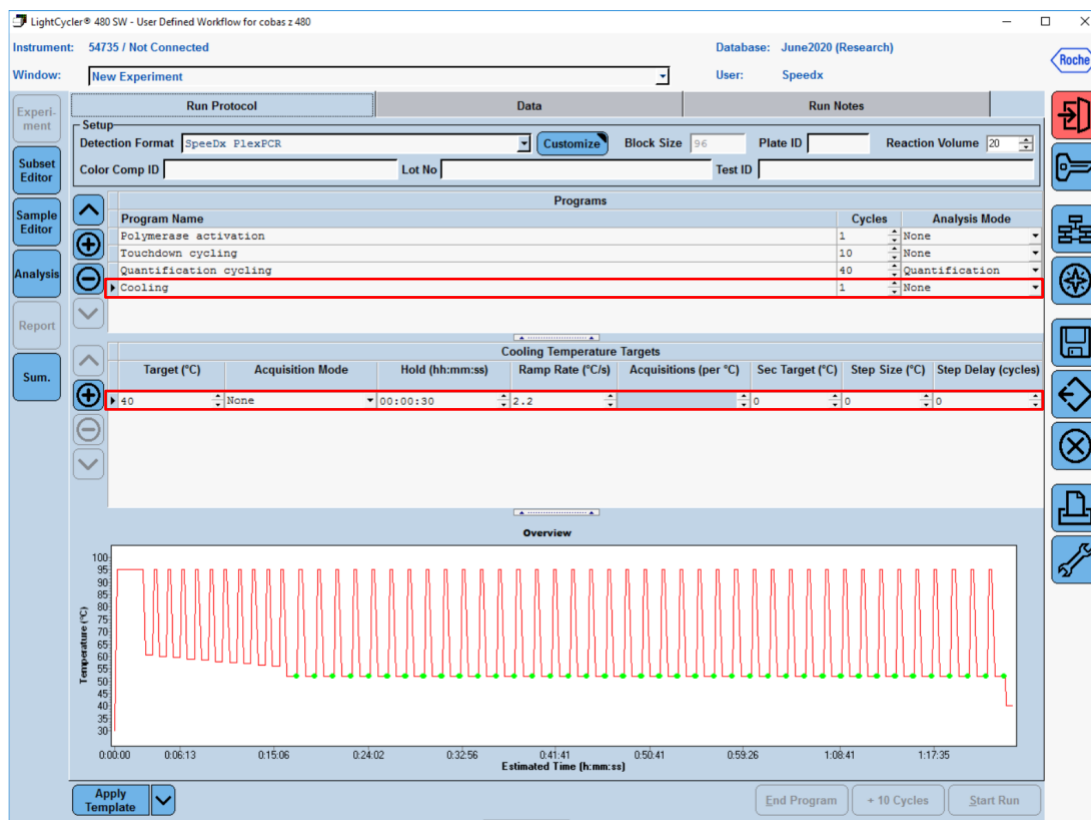 LightCycler® 480 SW - User Defined Workflow for cobas z 480
Instrument: 54735 / Not Connected Database: June2020 (Research)
Window: New Experiment User: Speedx
Roche
Experi-
ment
Subset
Editor
Sample
Editor
Analysis
Report
Sum.
Run Protocol Data Run Notes
Setup
Detection Format SpeeDx PlexPCR Customize Block Size 96 Plate ID Reaction Volume 20
Color Comp ID Lot No Test ID
Programs
Program Name Cycles Analysis Mode
Polymerase activation 1 None
Touchdown cycling 10 None
Quantification cycling 40 Quantification
Cooling 1 None
Cooling Temperature Targets
Target (°C) Acquisition Mode Hold (hh:mm:ss) Ramp Rate (°C/s) Acquisitions (per °C) Sec Target (°C) Step Size (°C) Step Delay (cycles)
40 None 00:00:30 2.2 0 0 0
Overview
Temperature (°C)
100
95
90
85
80
75
70
65
60
55
50
45
40
35
30
0:00:00 0:06:13 0:15:06 0:24:02 0:32:56 0:41:41 0:50:41 0:59:26 1:08:41 1:17:35
Estimated Time (h:mm:ss)
Apply
Template
End Program + 10 Cycles Start Run